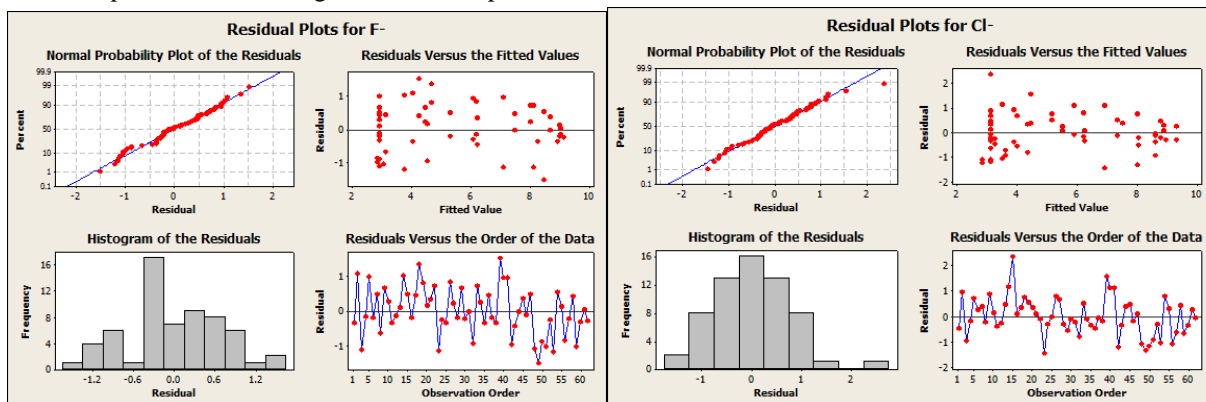 Residual Plots for F-
Normal Probability Plot of the Residuals
99.9
99
90
50
10
1
0.1
Percent
-2 -1 0 1 2
Residual
Residuals Versus the Fitted Values
1
0
-1
Residual
2 4 6 8 10
Fitted Value
Histogram of the Residuals
16
12
8
4
0
Frequency
-1.2 -0.6 0.0 0.6 1.2
Residual
Residuals Versus the Order of the Data
1
0
-1
Residual
1 5 10 15 20 25 30 35 40 45 50 55 60
Observation Order
Residual Plots for Cl-
Normal Probability Plot of the Residuals
99.9
99
90
50
10
1
0.1
Percent
-2 -1 0 1 2
Residual
Residuals Versus the Fitted Values
2
1
0
-1
-2
Residual
2 4 6 8 10
Fitted Value
Histogram of the Residuals
16
12
8
4
0
Frequency
-1 0 1 2
Residual
Residuals Versus the Order of the Data
2
1
0
-1
-2
Residual
1 5 10 15 20 25 30 35 40 45 50 55 60
Observation Order